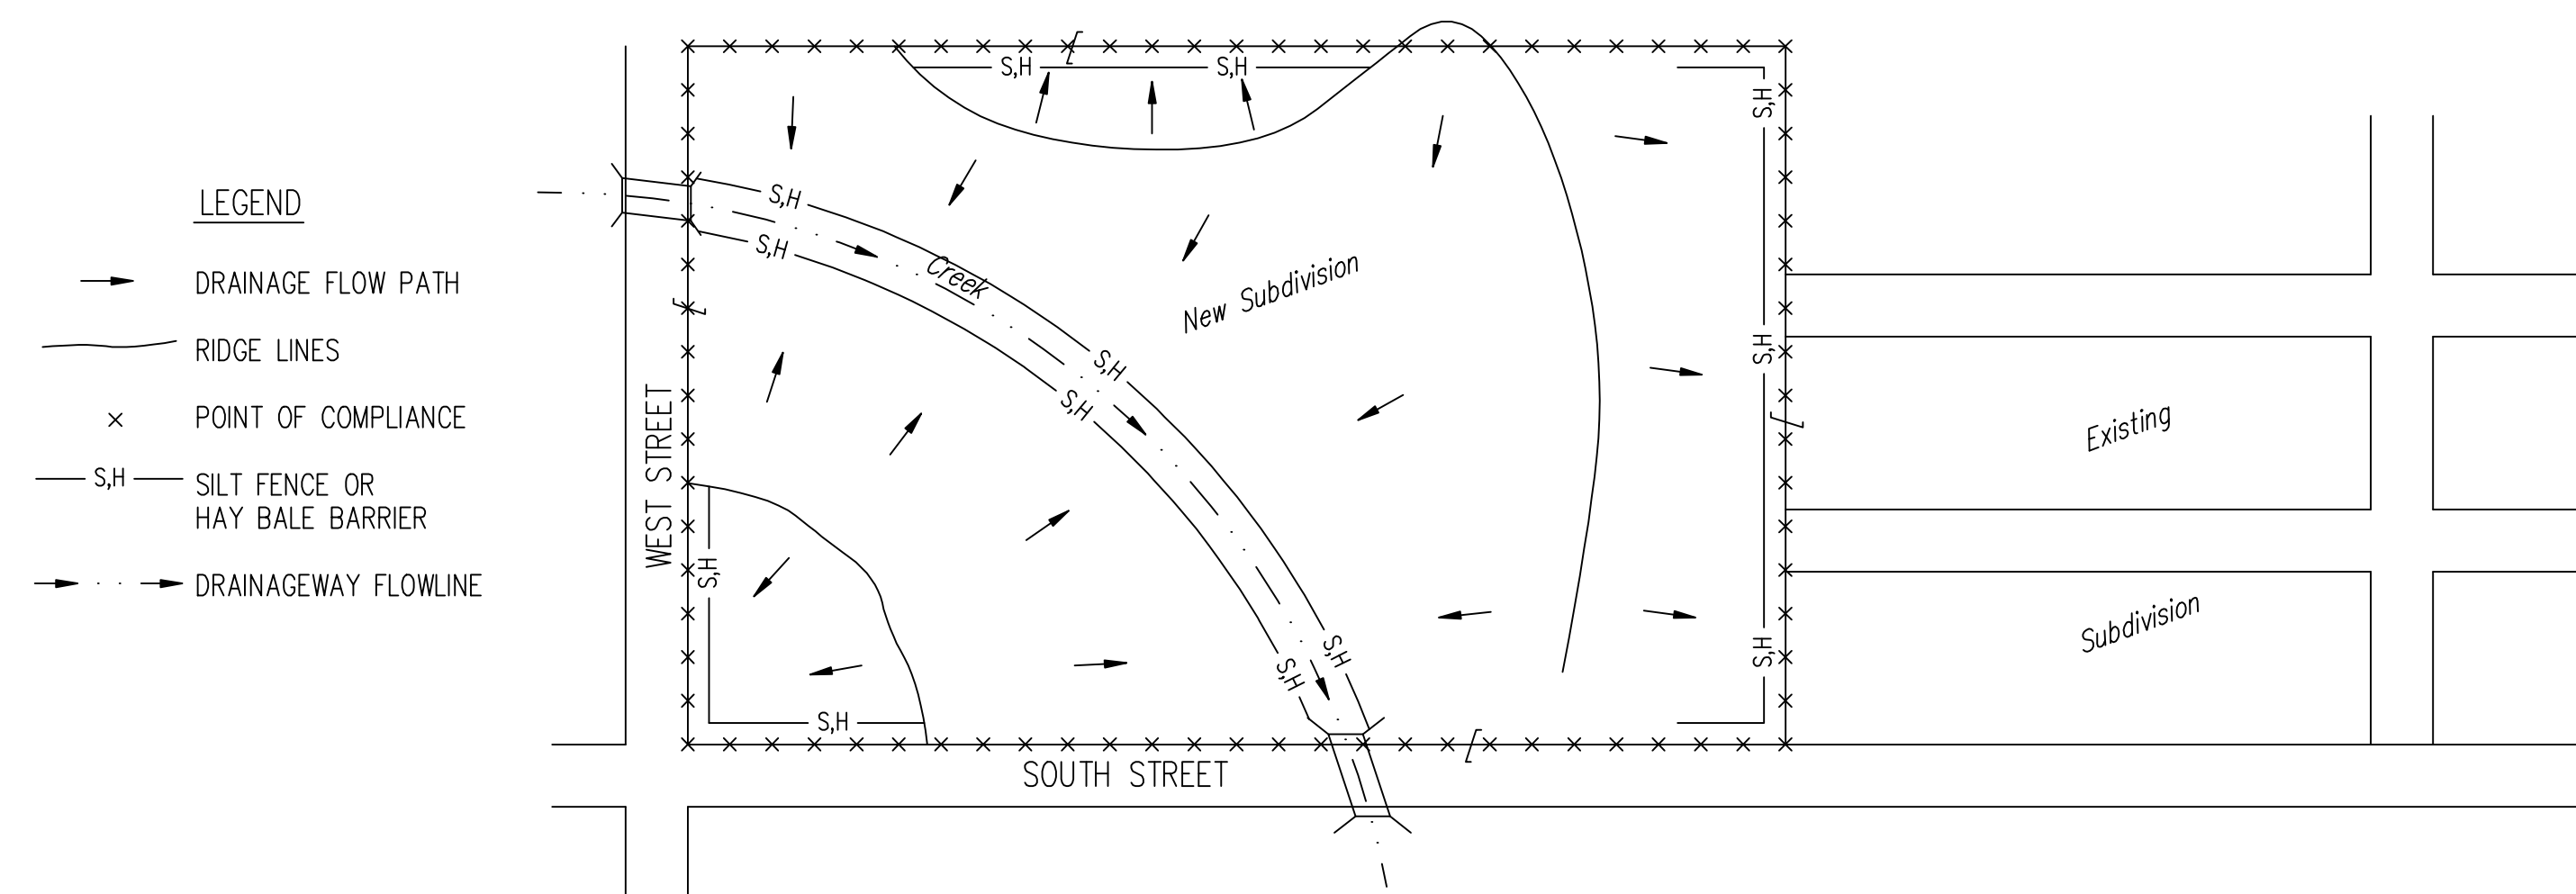 LEGEND
DRAINAGE FLOW PATH
RIDGE LINES
POINT OF COMPLIANCE
S,H
SILT FENCE OR
HAY BALE BARRIER
DRAINAGEWAY FLOWLINE
S,H
S,H
S,H
S,H
S,H
Creek
New Subdivision
S,H
S,H
S,H
WEST STREET
S,H
S,H
S,H
S,H
S,H
S,H
SOUTH STREET
Existing
Subdivision